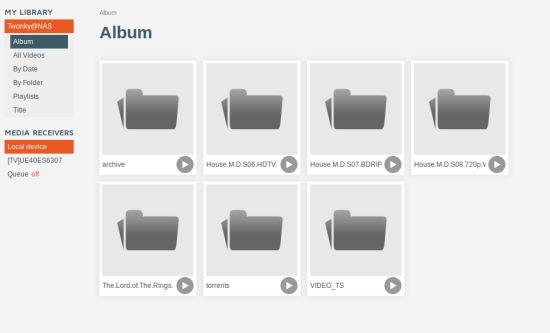 MY LIBRARY
Twonky@NAS
Album
All Videos
By Date
By Folder
Playlists
Title
MEDIA RECEIVERS
Local device
[TV]UE40ES6307
Queue off
Album
Album
archive
House.M.D.S06.HDTV.
House.M.D.S07.BDRIP
House.M.D.S08.720p.V
The.Lord.of.The.Rings.
torrents
VIDEO_TS